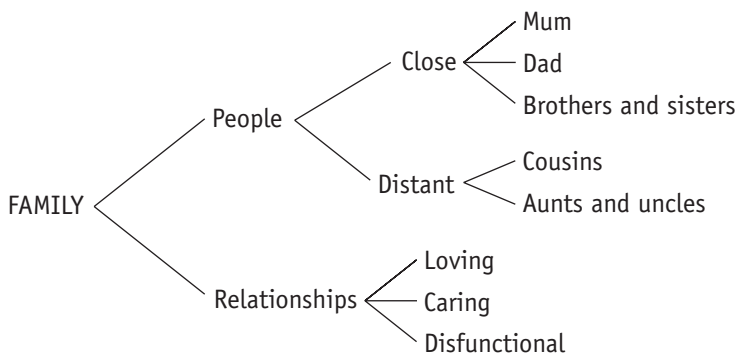 Mum
Close
Dad
Brothers and sisters
People
Cousins
Distant
Aunts and uncles
FAMILY
Loving
Relationships
Caring
Disfunctional